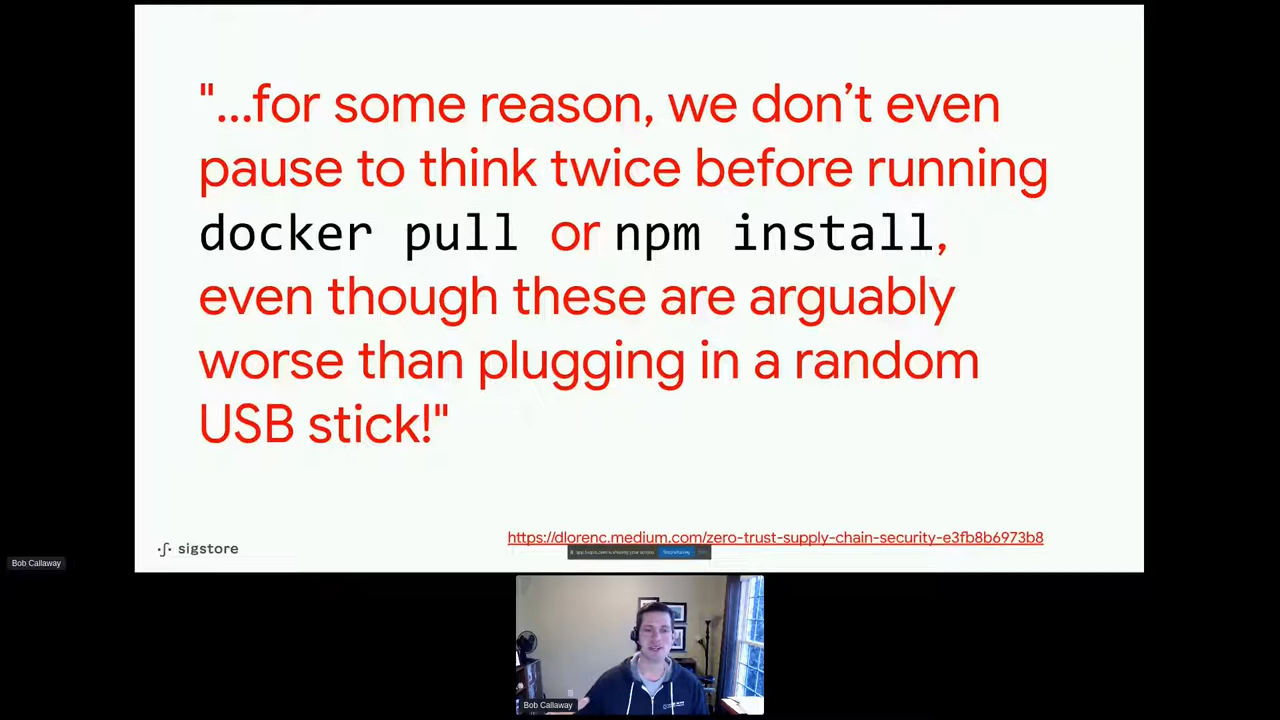 "...for some reason, we don’t even
pause to think twice before running
docker pull or npm install,
even though these are arguably
worse than plugging in a random
USB stick!"
https://dlorenc.medium.com/zero-trust-supply-chain-security-e3fb8b6973b8
sigstore
Bob Callaway
Bob Callaway